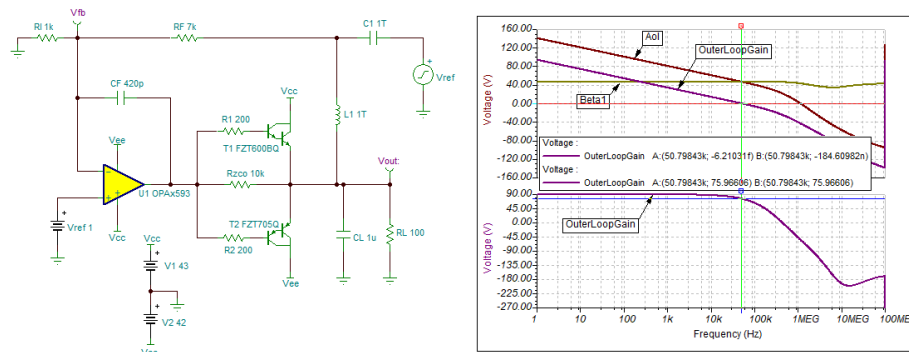 Vfb
RI 1k
RF 7k
C1 1T
Vref
CF 420p
Vcc
L1 1T
R1 200
T1 FZT600BQ
Vee
Vout:
Rzco 10k
U1 OPAx593
Vref 1
Vcc
T2 FZT705Q
R2 200
CL 1u
RL 100
Vee
Vcc
V1 43
V2 42
160.00
120.00
80.00
40.00
0.00
-40.00
-80.00
-120.00
-160.00
Voltage (V)
Aol
OuterLoopGain
Beta1
Voltage :
OuterLoopGain A:(50.79843k; -6.21031f) B:(50.79843k; -184.60982n)
Voltage :
OuterLoopGain A:(50.79843k; 75.96606) B:(50.79843k; 75.96606)
90.00
45.00
0.00
-45.00
-90.00
-135.00
-180.00
-225.00
-270.00
Voltage (V)
OuterLoopGain
1 10 100 1k 10k 100k 1MEG 10MEG 100ME
Frequency (Hz)